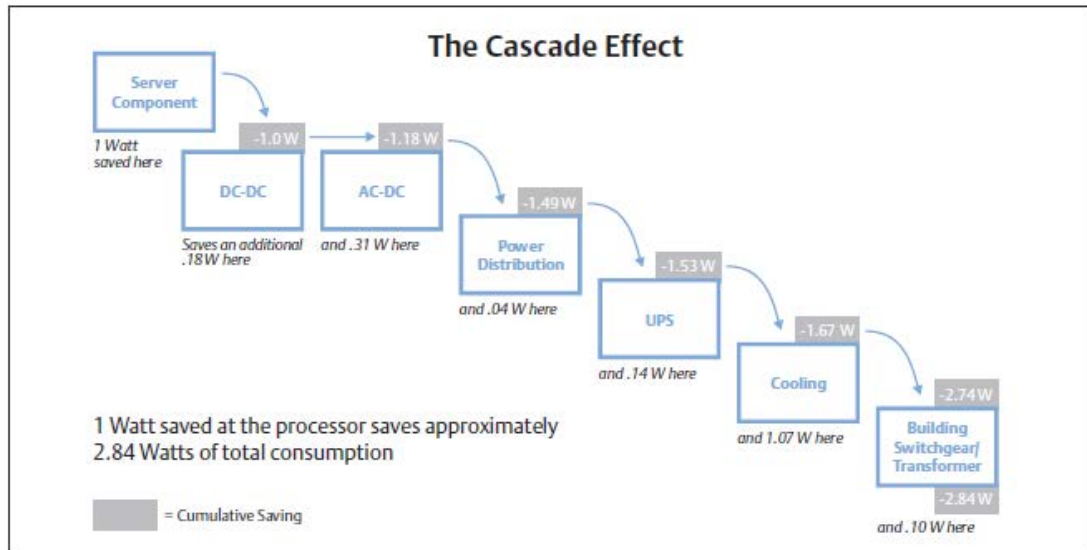 The Cascade Effect
Server
Component
1 Watt
saved here
-1.0 W
DC-DC
Saves an additional
.18W here
-1.18 W
AC-DC
and .31 W here
-1.49 W
Power
Distribution
and .04 W here
-1.53 W
UPS
and .14 W here
-1.67 W
Cooling
and 1.07 W here
-2.74 W
Building
Switchgear/
Transformer
-2.84 W
and .10 W here
1 Watt saved at the processor saves approximately
2.84 Watts of total consumption
= Cumulative Saving